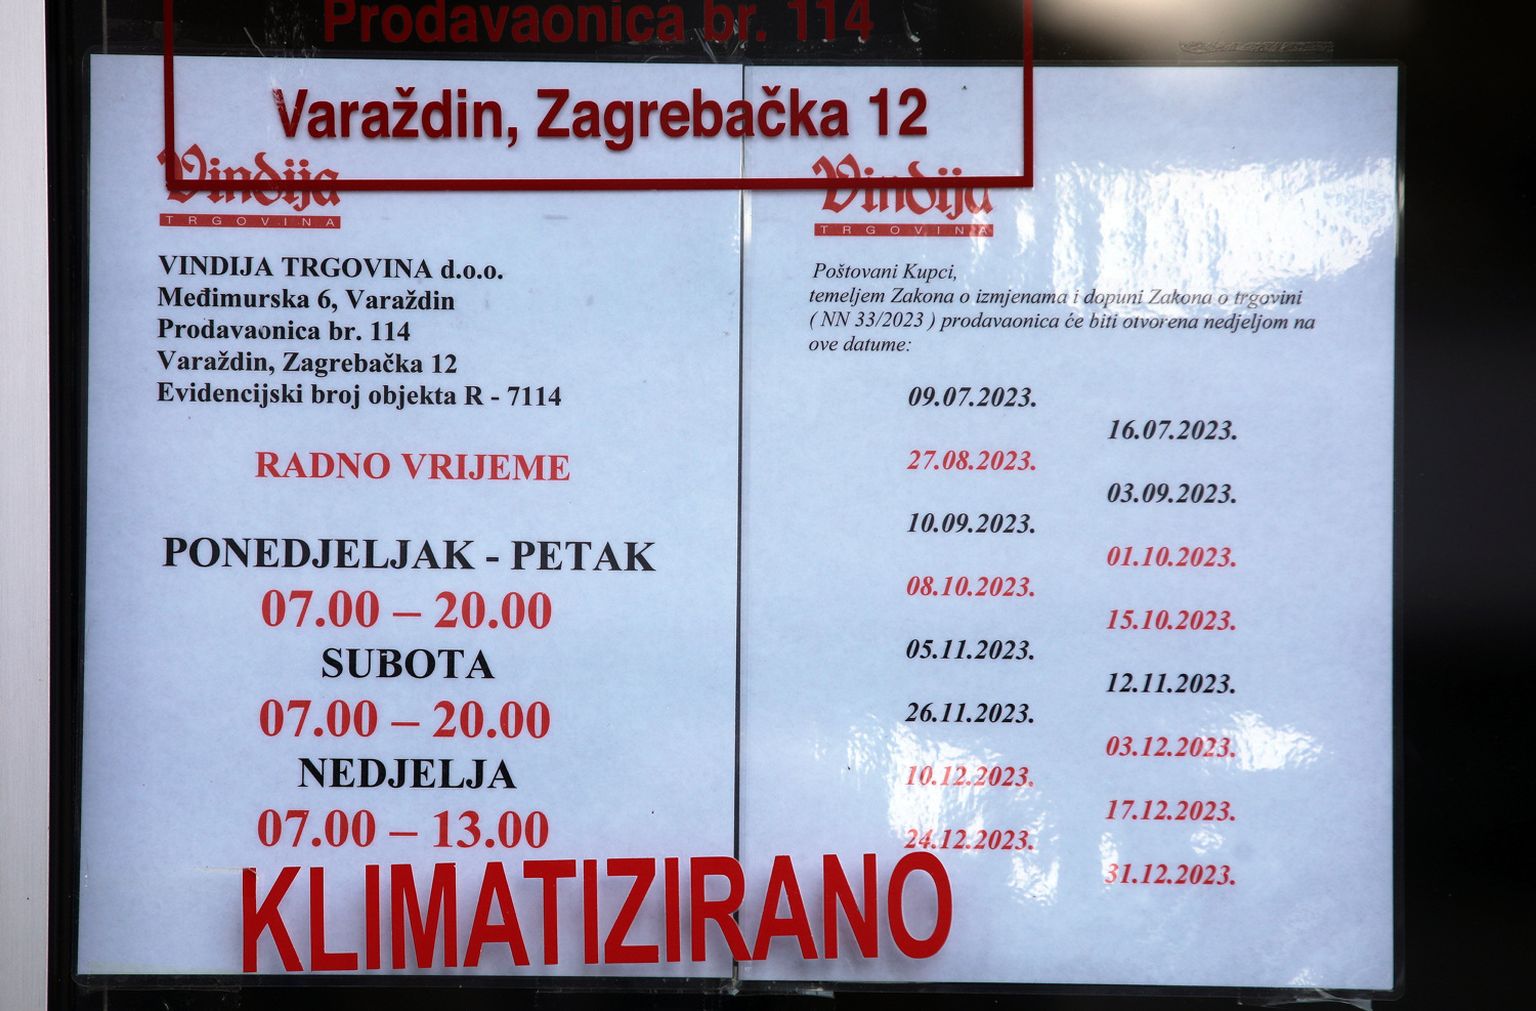 Prodavaonica br. 114
Varaždin, Zagrebačka 12
Vindija
TRGOVINA
VINDIJA TRGOVINA d.o.o.
Međimurska 6, Varaždin
Prodavaonica br. 114
Varaždin, Zagrebačka 12
Evidencijski broj objekta R - 7114
RADNO VRIJEME
PONEDJELJAK - PETAK
07.00 – 20.00
SUBOTA
07.00 – 20.00
NEDJELJA
07.00 – 13.00
Vindija
TRGOVINA
Poštovani Kupci,
temeljem Zakona o izmjenama i dopuni Zakona o trgovini
( NN 33/2023 ) prodavaonica će biti otvorena nedjeljom na
ove datume:
09.07.2023.
16.07.2023.
27.08.2023.
03.09.2023.
10.09.2023.
01.10.2023.
08.10.2023.
15.10.2023.
05.11.2023.
12.11.2023.
26.11.2023.
03.12.2023.
10.12.2023.
17.12.2023.
24.12.2023.
31.12.2023.
KLIMATIZIRANO